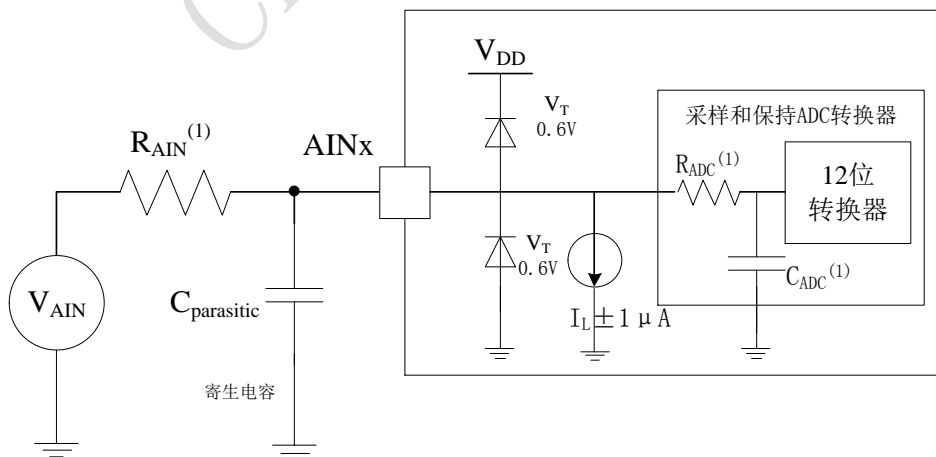 V_DD
V_T
0.6V
采样和保持ADC转换器
R_AIN^(1)
AINx
R_ADC^(1)
12位
转换器
V_T
0.6V
V_AIN
C_parasitic
I_L±1μA
C_ADC^(1)
寄生电容